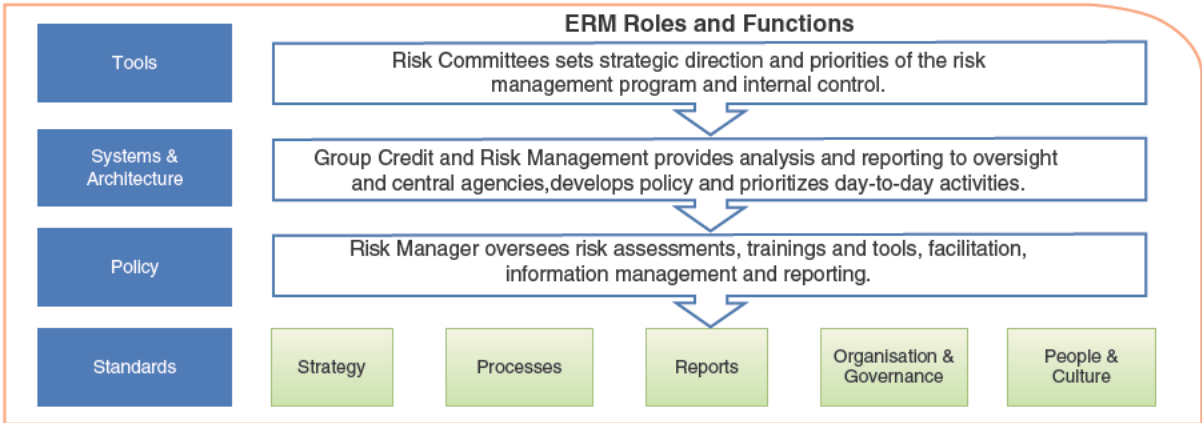 ERM Roles and Functions
Tools
Risk Committees sets strategic direction and priorities of the risk
management program and internal control.
Systems &
Architecture
Group Credit and Risk Management provides analysis and reporting to oversight
and central agencies,develops policy and prioritizes day-to-day activities.
Policy
Risk Manager oversees risk assessments, trainings and tools, facilitation,
information management and reporting.
Standards
Strategy
Processes
Reports
Organisation &
Governance
People &
Culture